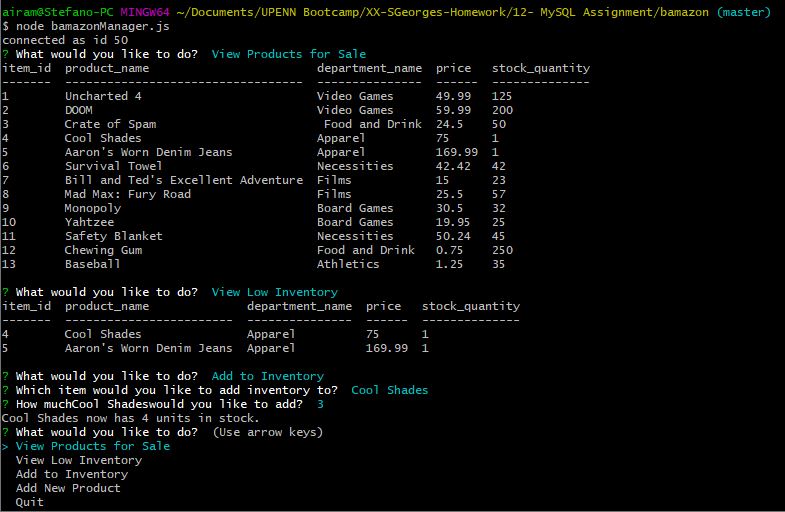 airam@Stefano-PC MINGW64 ~/Documents/UPENN Bootcamp/XX-SGeorges-Homework/12- MySQL Assignment/bamazon (master)
$ node bamazonManager.js
connected as id 50
? What would you like to do?  View Products for Sale
item_id  product_name                        department_name  price   stock_quantity
-------  ----------------------------------  ---------------  ------  --------------
1        Uncharted 4                         Video Games      49.99   125
2        DOOM                                Video Games      59.99   200
3        Crate of Spam                        Food and Drink  24.5    50
4        Cool Shades                         Apparel          75      1
5        Aaron's Worn Denim Jeans            Apparel          169.99  1
6        Survival Towel                      Necessities      42.42   42
7        Bill and Ted's Excellent Adventure  Films            15      23
8        Mad Max: Fury Road                  Films            25.5    57
9        Monopoly                            Board Games      30.5    32
10       Yahtzee                             Board Games      19.95   25
11       Safety Blanket                      Necessities      50.24   45
12       Chewing Gum                         Food and Drink   0.75    250
13       Baseball                            Athletics        1.25    35
? What would you like to do?  View Low Inventory
item_id  product_name              department_name  price   stock_quantity
-------  ------------------------  ---------------  ------  --------------
4        Cool Shades               Apparel          75      1
5        Aaron's Worn Denim Jeans  Apparel          169.99  1
? What would you like to do?  Add to Inventory
? Which item would you like to add inventory to?  Cool Shades
? How muchCool Shadeswould you like to add?  3
Cool Shades now has 4 units in stock.
? What would you like to do?  (Use arrow keys)
> View Products for Sale
  View Low Inventory
  Add to Inventory
  Add New Product
  Quit